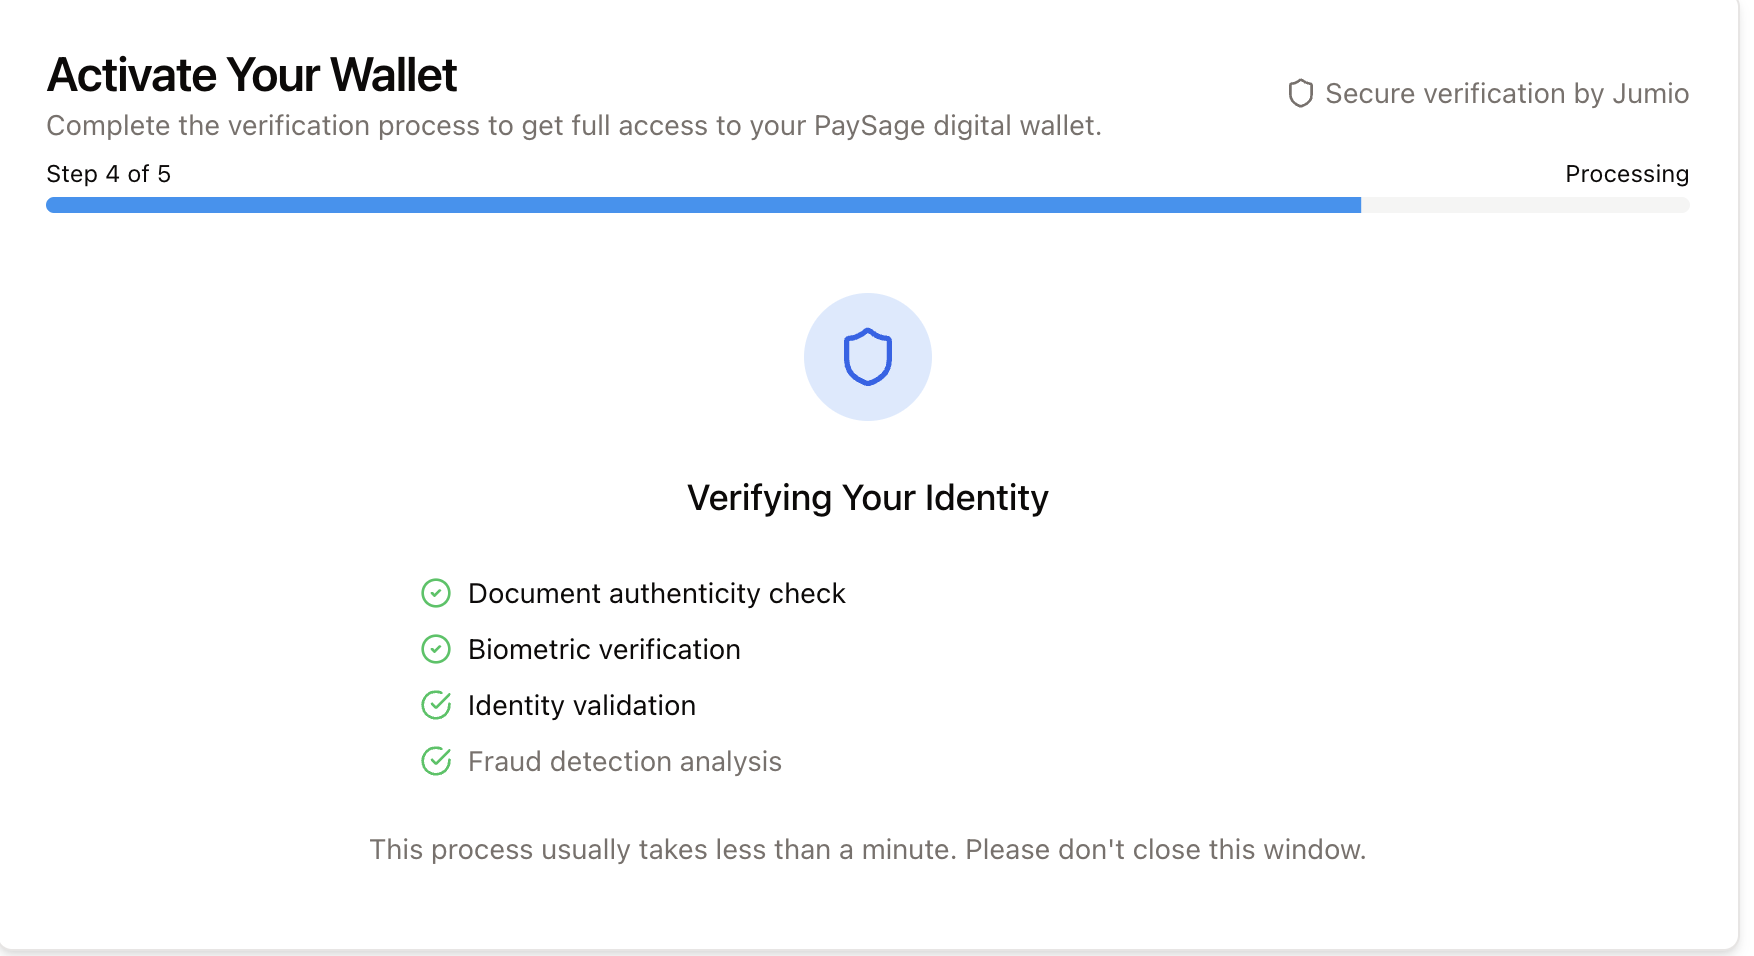 Activate Your Wallet
Secure verification by Jumio
Complete the verification process to get full access to your PaySage digital wallet.
Step 4 of 5
Processing
Verifying Your Identity
Document authenticity check
Biometric verification
Identity validation
Fraud detection analysis
This process usually takes less than a minute. Please don't close this window.